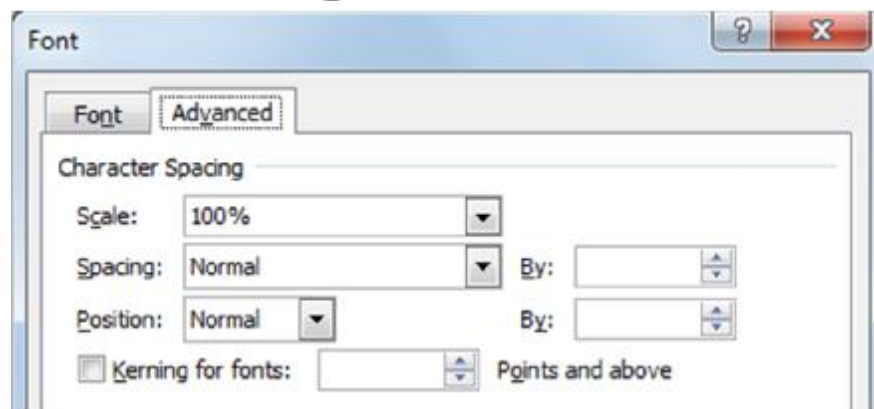 Font
Font Advanced
Character Spacing
Scale: 100%
Spacing: Normal By:
Position: Normal By:
Kerning for fonts: Points and above